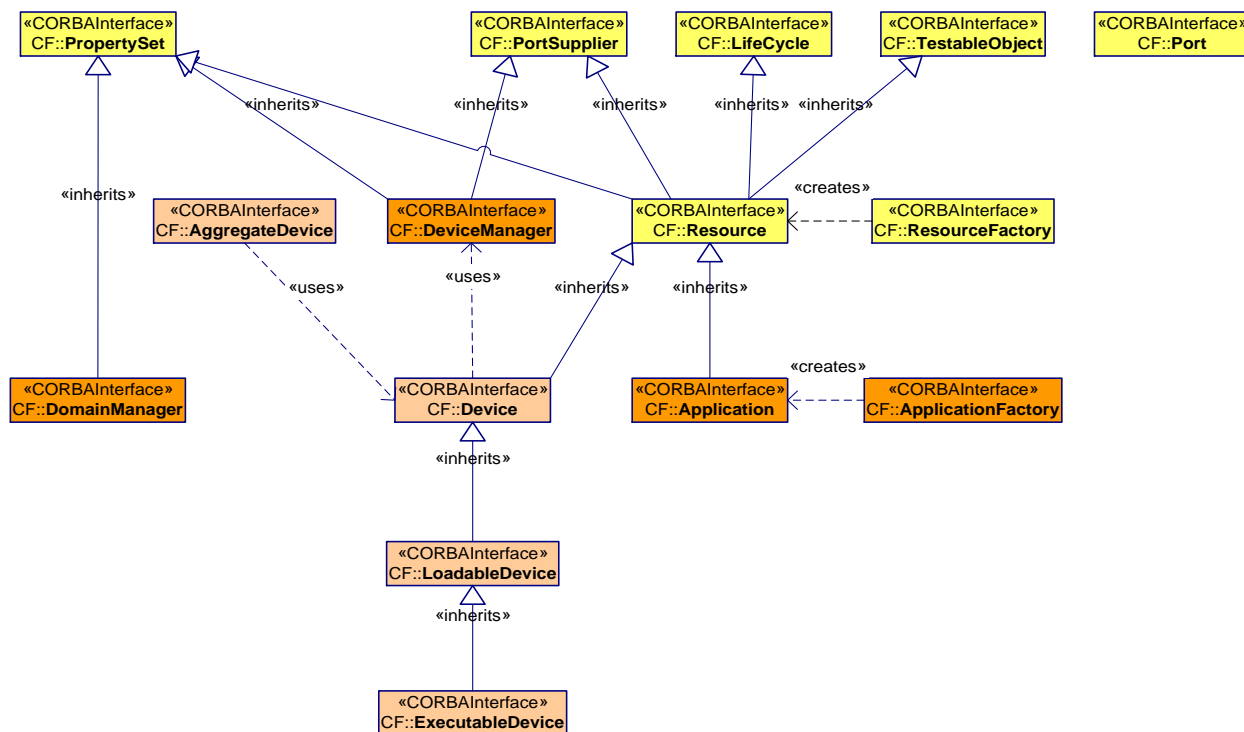 «CORBAInterface»
CF::PropertySet
«CORBAInterface»
CF::PortSupplier
«CORBAInterface»
CF::LifeCycle
«CORBAInterface»
CF::TestableObject
«CORBAInterface»
CF::Port
«inherits»
«inherits»
«inherits»
«inherits»
«inherits»
«inherits»
«creates»
«CORBAInterface»
CF::AggregateDevice
«CORBAInterface»
CF::DeviceManager
«CORBAInterface»
CF::Resource
«CORBAInterface»
CF::ResourceFactory
«uses»
«uses»
«inherits»
«inherits»
«creates»
«CORBAInterface»
CF::DomainManager
«CORBAInterface»
CF::Device
«CORBAInterface»
CF::Application
«CORBAInterface»
CF::ApplicationFactory
«inherits»
«CORBAInterface»
CF::LoadableDevice
«inherits»
«CORBAInterface»
CF::ExecutableDevice